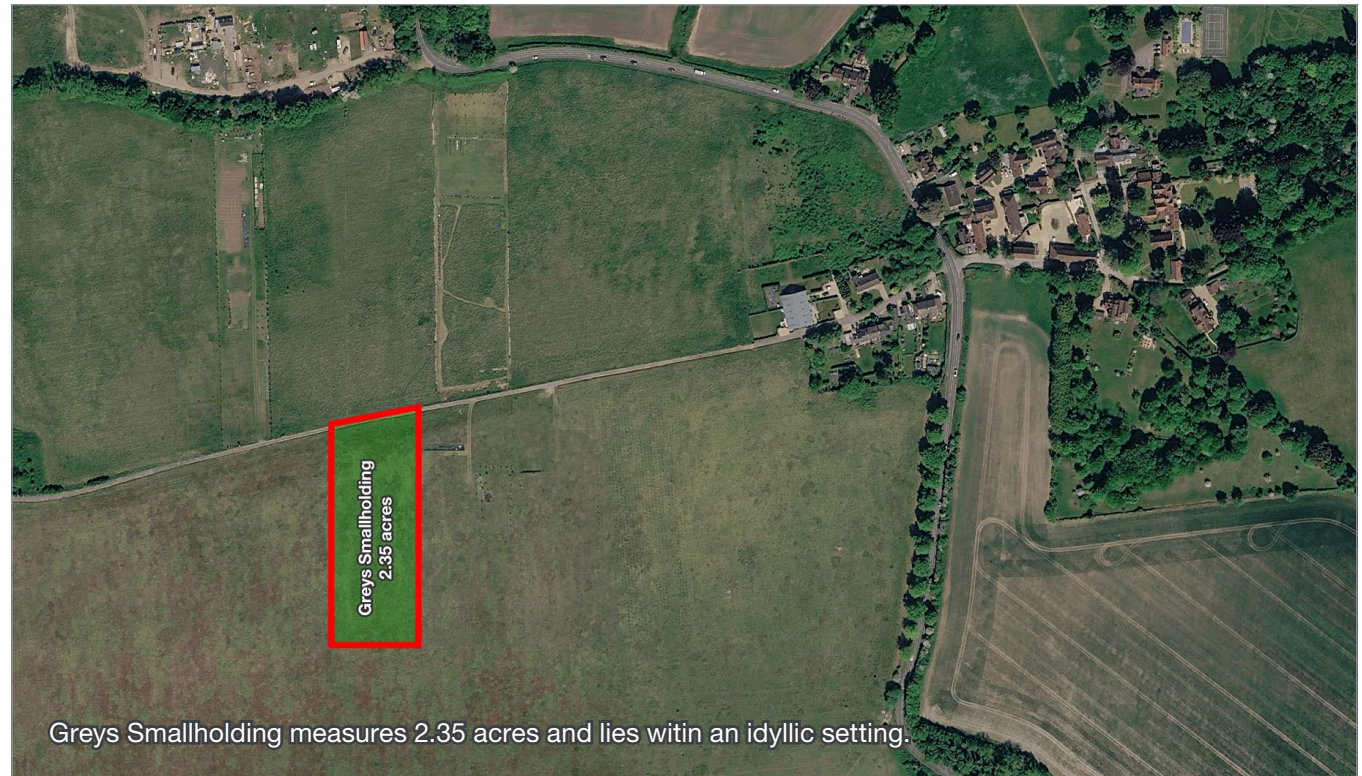 Greys Smallholding
2.35 acres
Greys Smallholding measures 2.35 acres and lies witin an idyllic setting.